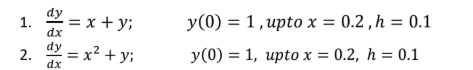 1. dy/dx = x + y; y(0) = 1 , upto x = 0.2 , h = 0.1
2. dy/dx = x² + y; y(0) = 1, upto x = 0.2, h = 0.1